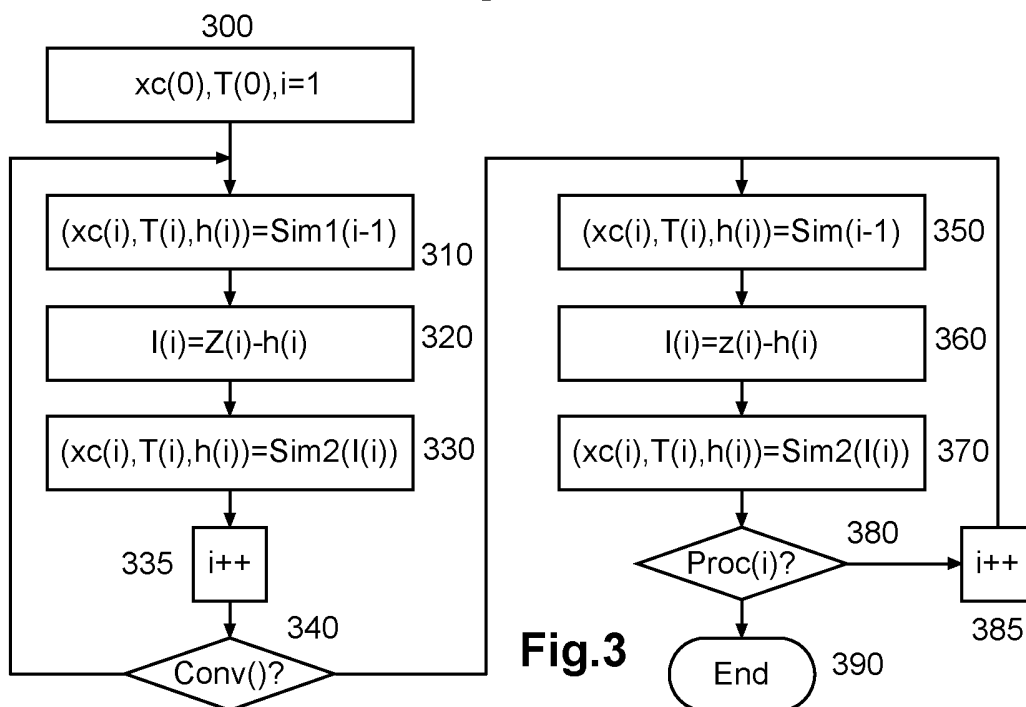 300
xc(0),T(0),i=1
(xc(i),T(i),h(i))=Sim1(i-1)
310
I(i)=Z(i)-h(i)
320
(xc(i),T(i),h(i))=Sim2(I(i))
330
335
i++
340
Conv()?
(xc(i),T(i),h(i))=Sim(i-1)
350
I(i)=z(i)-h(i)
360
(xc(i),T(i),h(i))=Sim2(I(i))
370
380
Proc(i)?
i++
385
Fig.3
End
390